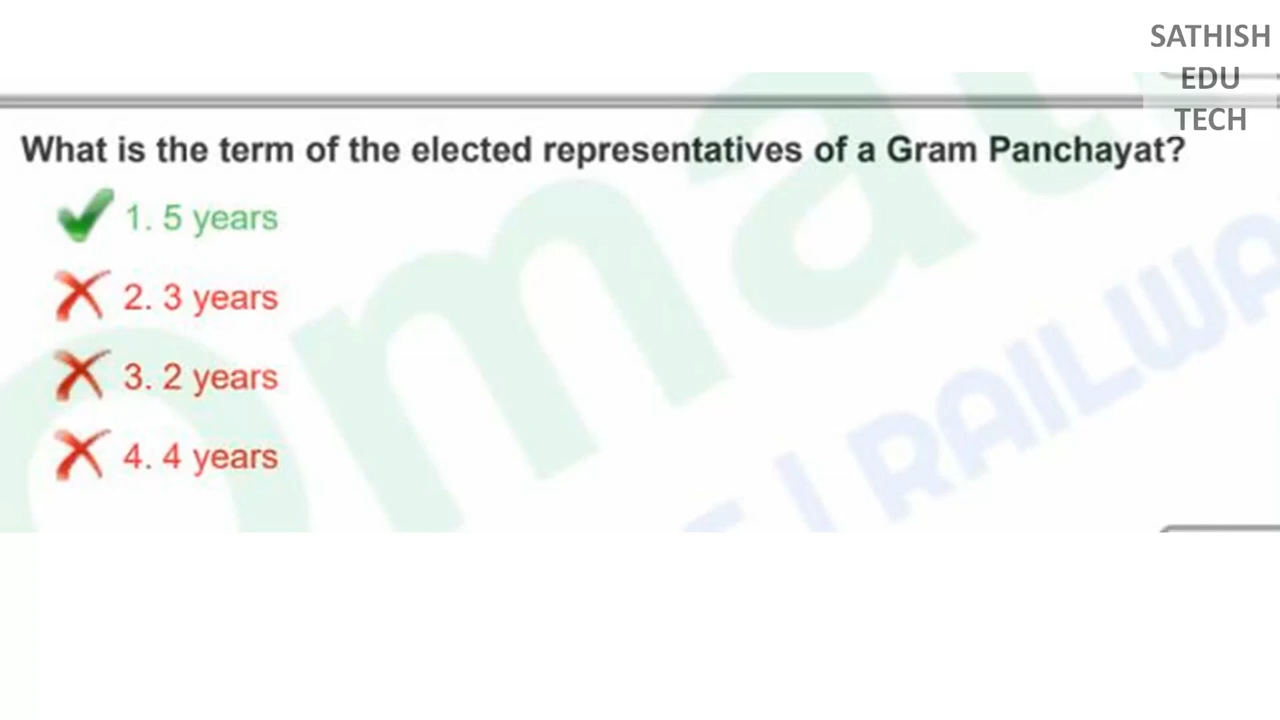 SATHISH
EDU
TECH
What is the term of the elected representatives of a Gram Panchayat?
1. 5 years
2. 3 years
3. 2 years
4. 4 years
RAILWA